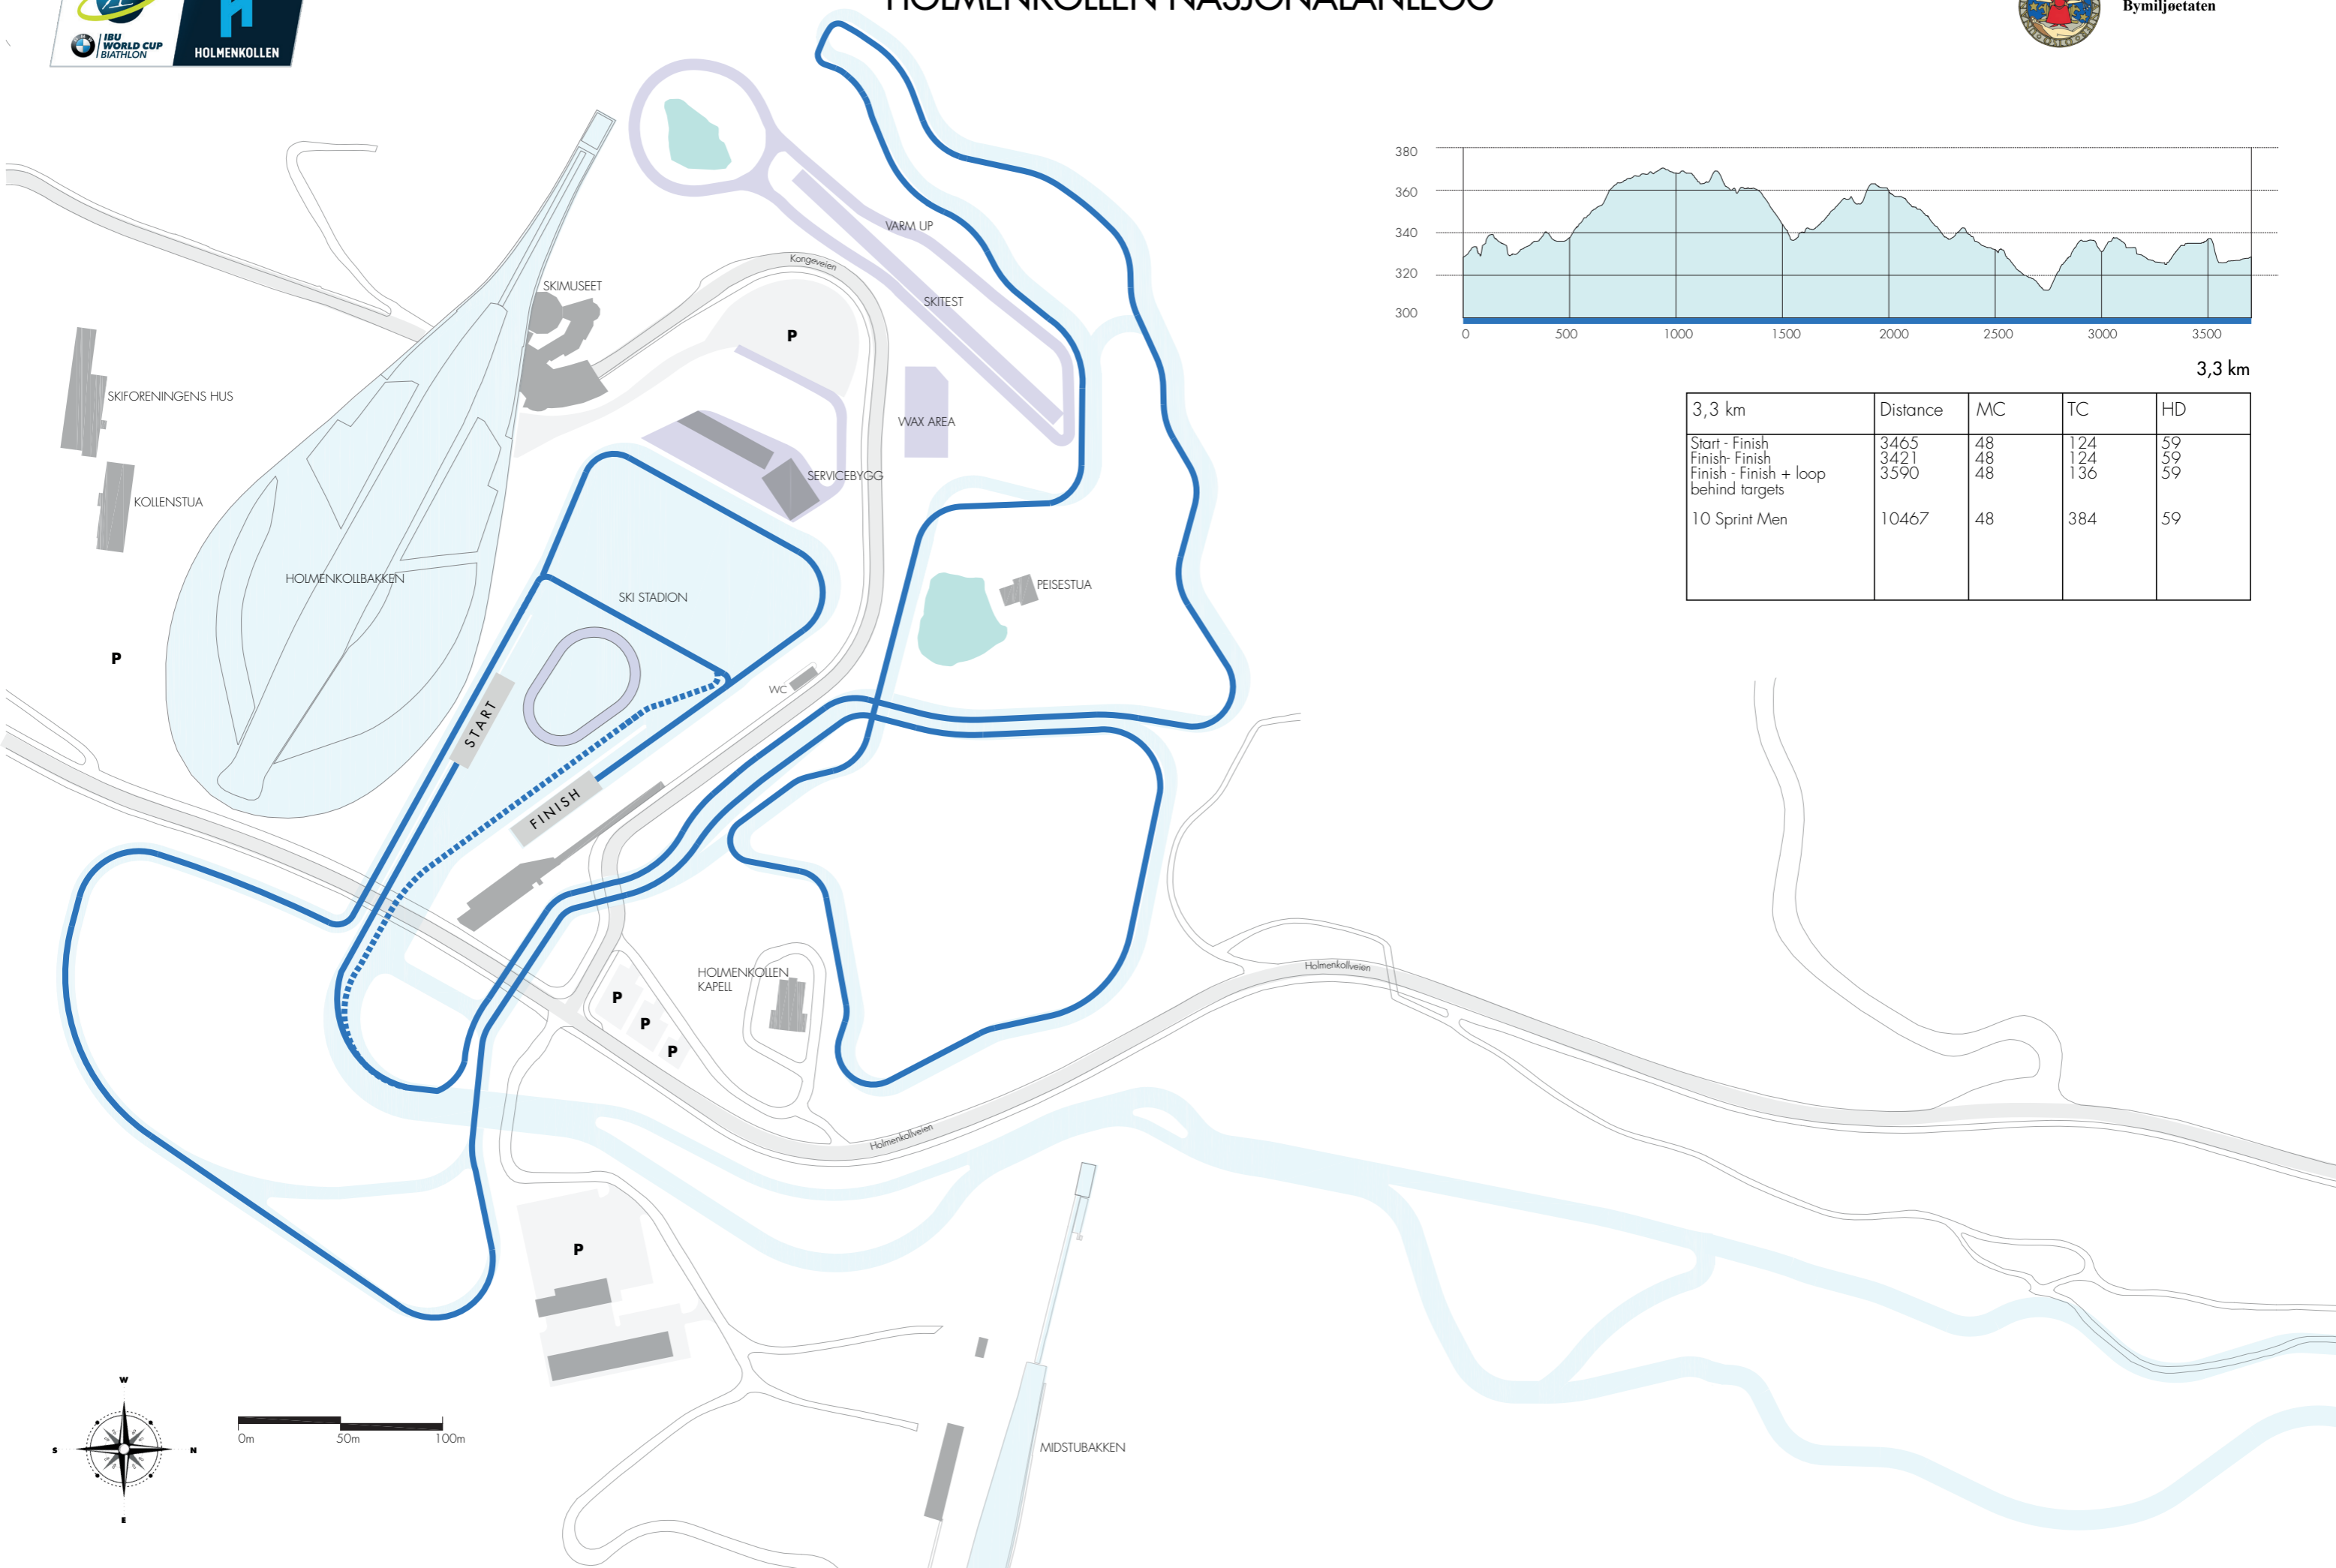 HOLMENKOLLEN NASJONALANLEGG
Bymiljøetaten
IBU
WORLD CUP
BIATHLON
HOLMENKOLLEN
380
360
340
320
300
0
500
1000
1500
2000
2500
3000
3500
3,3 km
3,3 km Distance MC TC HD
Start - Finish 3465 48 124 59
Finish- Finish 3421 48 124 59
Finish - Finish + loop 3590 48 136 59
behind targets
10 Sprint Men 10467 48 384 59
VARM UP
Kongeveien
SKIMUSEET
SKITEST
P
SKIFORENINGENS HUS
WAX AREA
SERVICEBYGG
KOLLENSTUA
HOLMENKOLLBAKKEN
SKI STADION
PEISESTUA
P
WC
START
FINISH
HOLMENKOLLEN
KAPELL
Holmenkollveien
P
P
P
Holmenkollveien
P
MIDSTUBAKKEN
W
S
N
E
0m
50m
100m